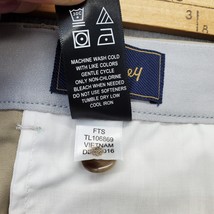 MACHINE WASH COLD
WITH LIKE COLORS
GENTLE CYCLE
ONLY NON-CHLORINE
BLEACH WHEN NEEDED
DO NOT USE SOFTENERS
TUMBLE DRY LOW
COOL IRON
FTS
TL106869
VIETNAM